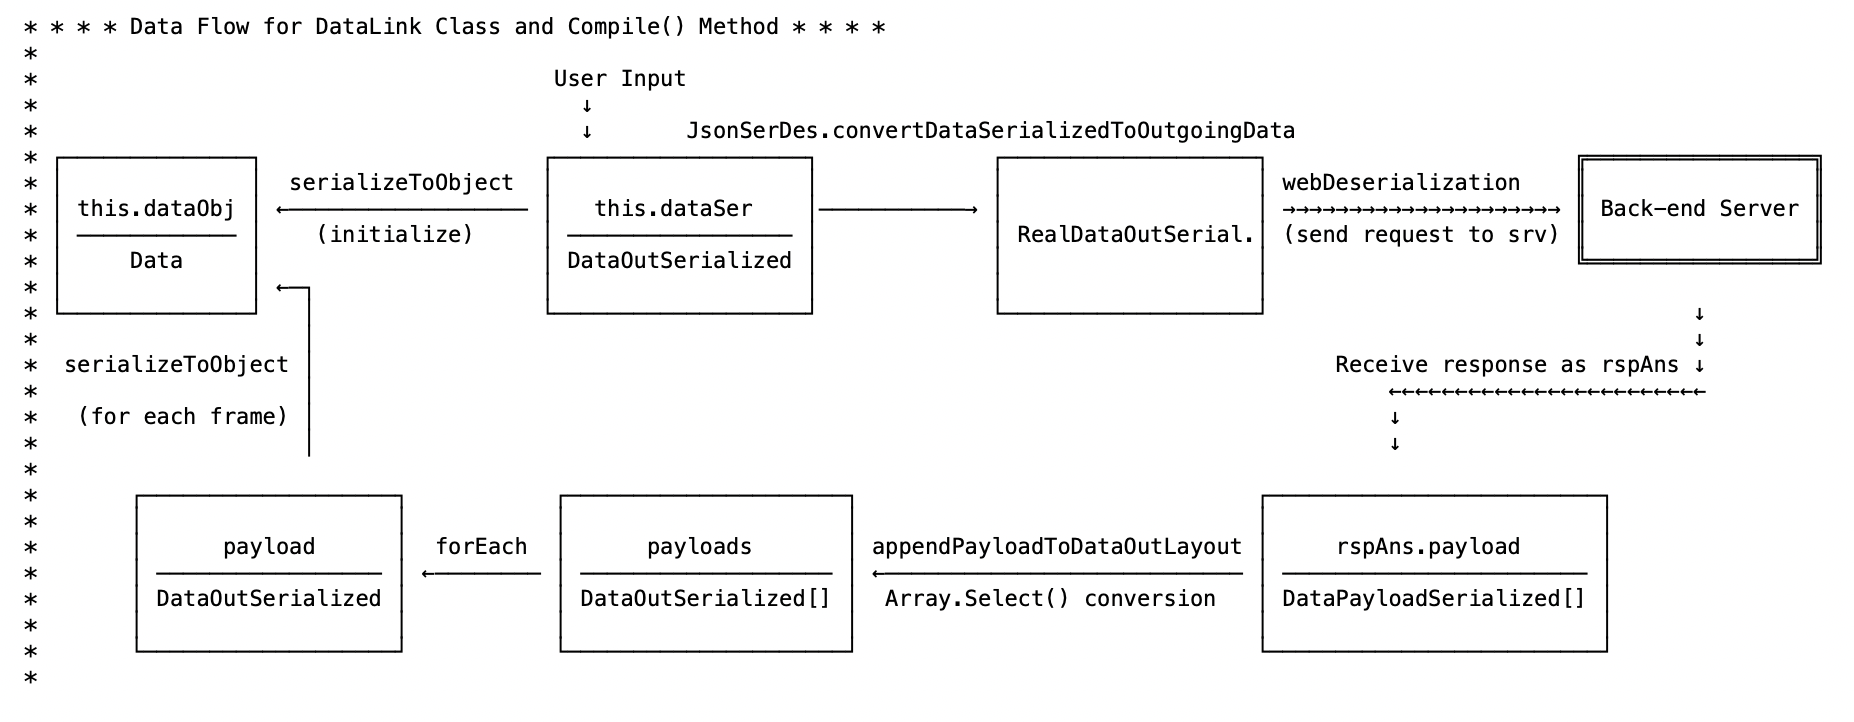 * * * * Data Flow for DataLink Class and Compile() Method * * * *
*
* User Input
* ↓
* ↓ JsonSerDes.convertDataSerializedToOutgoingData
*
* serializeToObject webDeserialization
* this.dataObj ←─────────── this.dataSer ───────────→ →→→→→→→→→→→→→→→→→→→→→ Back-end Server
* (initialize) RealDataOutSerial. (send request to srv)
* Data DataOutSerialized
* ←
* ↓
* ↓
* serializeToObject Receive response as rspAns ↓
* ←←←←←←←←←←←←←←←←←←←←←←←←
* (for each frame) ↓
* ↓
*
*
*
* payload forEach payloads appendPayloadToDataOutLayout rspAns.payload
* ←───────── ←────────────────────────────
* DataOutSerialized DataOutSerialized[] Array.Select() conversion DataPayloadSerialized[]
*
*
*